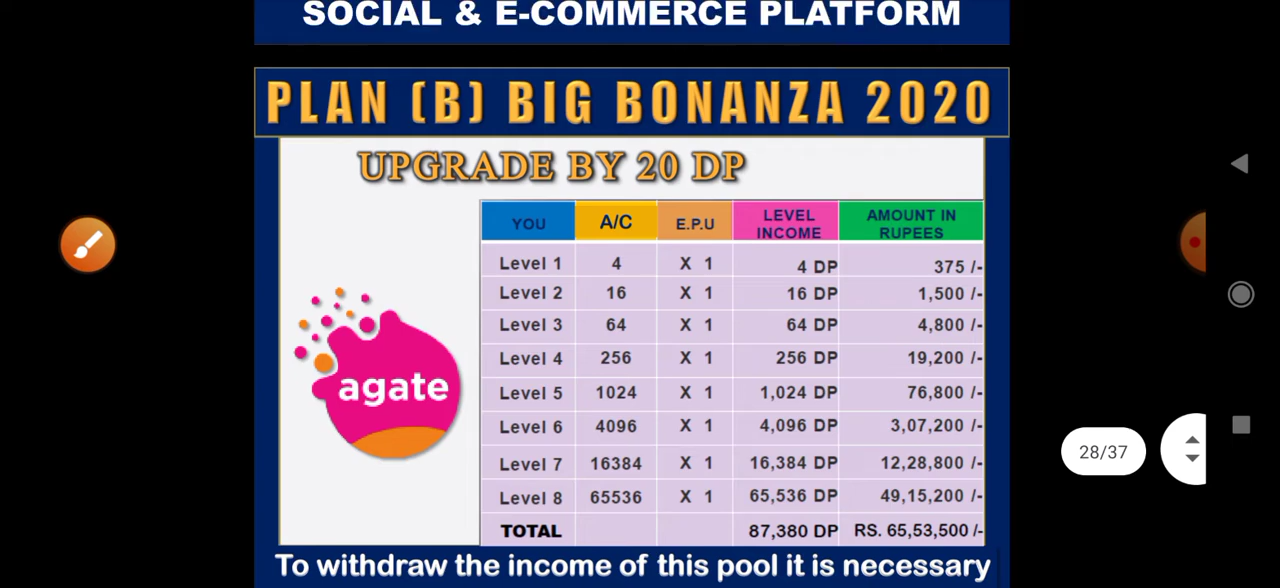 SOCIAL & E-COMMERCE PLATFORM
PLAN (B) BIG BONANZA 2020
UPGRADE BY 20 DP
YOU A/C E.P.U LEVEL INCOME AMOUNT IN RUPEES
Level 1 4 X 1 4 DP 375 /-
Level 2 16 X 1 16 DP 1,500 /-
Level 3 64 X 1 64 DP 4,800 /-
Level 4 256 X 1 256 DP 19,200 /-
Level 5 1024 X 1 1,024 DP 76,800 /-
Level 6 4096 X 1 4,096 DP 3,07,200 /-
Level 7 16384 X 1 16,384 DP 12,28,800 /-
Level 8 65536 X 1 65,536 DP 49,15,200 /-
TOTAL 87,380 DP RS. 65,53,500 /-
agate
28/37
To withdraw the income of this pool it is necessary